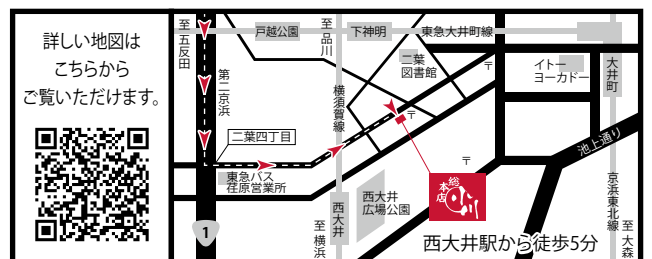 詳しい地図は
こちらから
ご覧いただけます。
至五反田
戸越公園
至品川
下神明
東急大井町線
第二京浜
横須賀線
二葉
図書館
〒
イトー
ヨーカドー
大井町
〒
二葉四丁目
池上通り
〒
東急バス
荏原営業所
総本店
小川
西大井
広場公園
西大井
京浜東北線
1
至横浜
西大井駅から徒歩5分
至大森